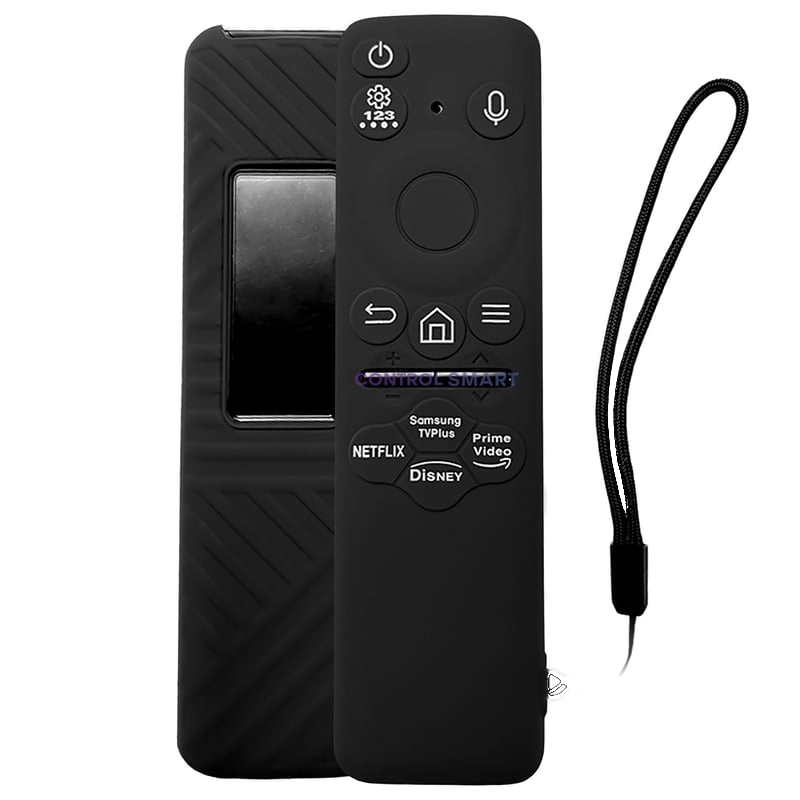 123
CONTROL SMART
Samsung
TVPlus
NETFLIX
Prime
Video
DISNEY